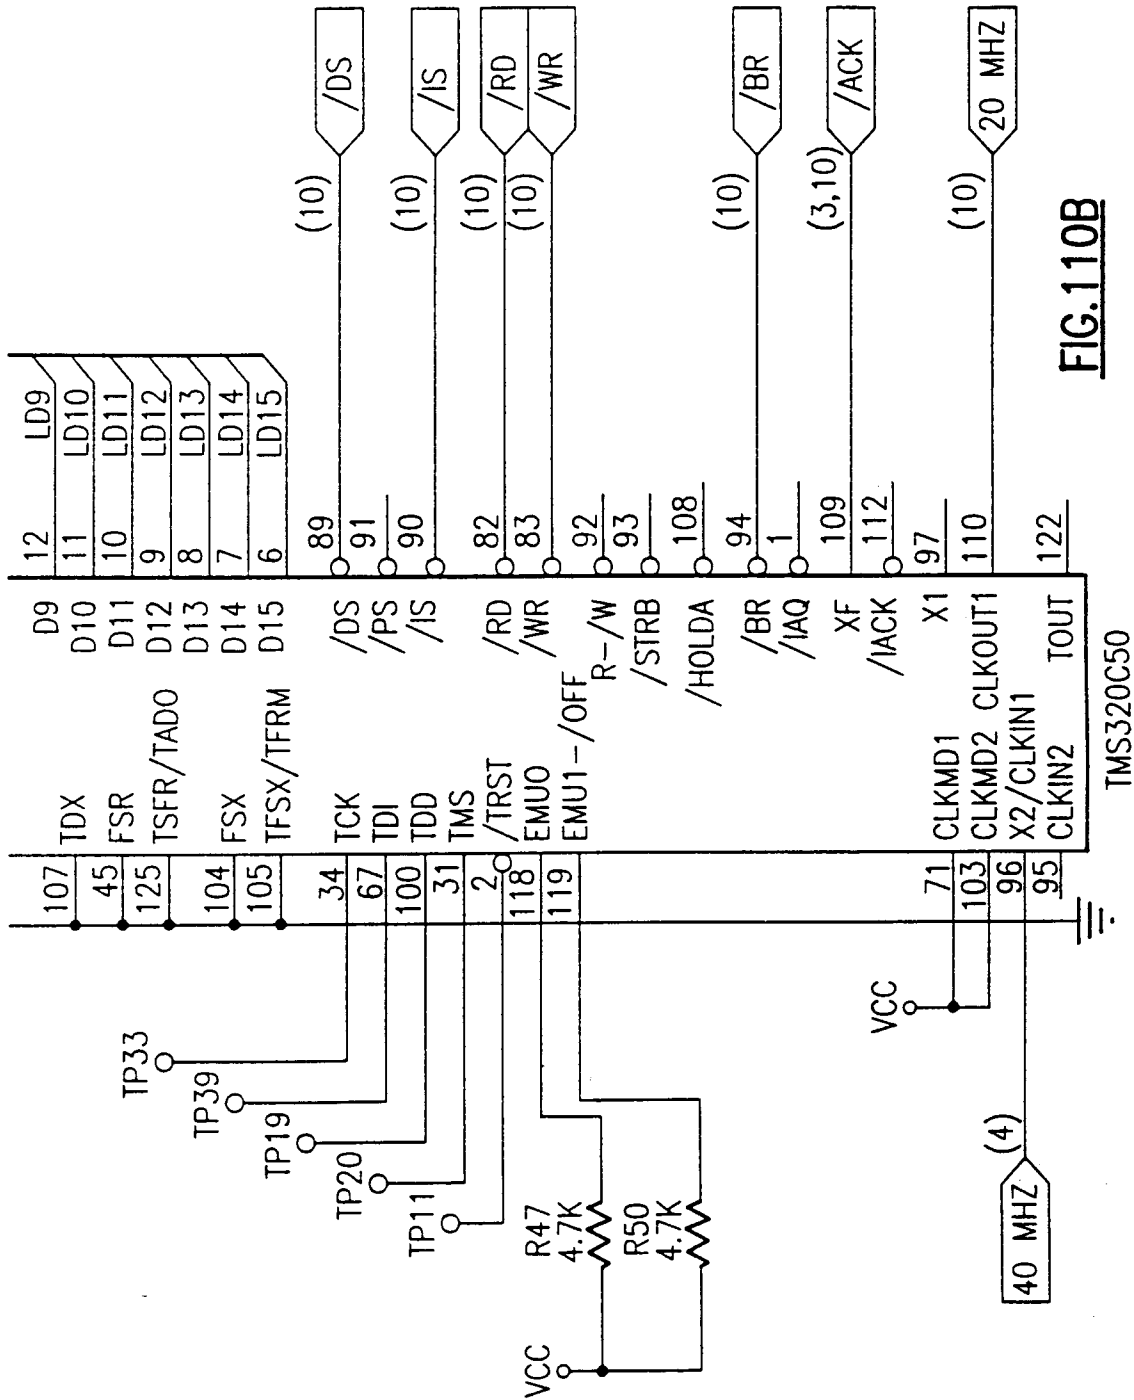 107 TDX
45 FSR
125 TSFR/TADO
104 FSX
105 TFSX/TFRM
TP33
34 TCK
TP39
67 TDI
TP19
100 TDD
TP20
31 TMS
TP11
2 /TRST
118 EMU0
119 EMU1-/OFF
R47
4.7K
R50
4.7K
VCC
VCC
71 CLKMD1
103 CLKMD2
96 X2/CLKIN1
95 CLKIN2
40 MHZ (4)
D9 12 LD9
D10 11 LD10
D11 10 LD11
D12 9 LD12
D13 8 LD13
D14 7 LD14
D15 6 LD15
/DS 89 (10) /DS
/PS 91
/IS 90 (10) /IS
/RD 82 (10) /RD
/WR 83 (10) /WR
R-/W 92
/STRB 93
/HOLDA 108
/BR 94 (10) /BR
/IAQ 1
XF 109 (3,10) /ACK
/IACK 112
X1 97
CLKOUT1 110 (10) 20 MHZ
TOUT 122
TMS320C50
FIG.110B